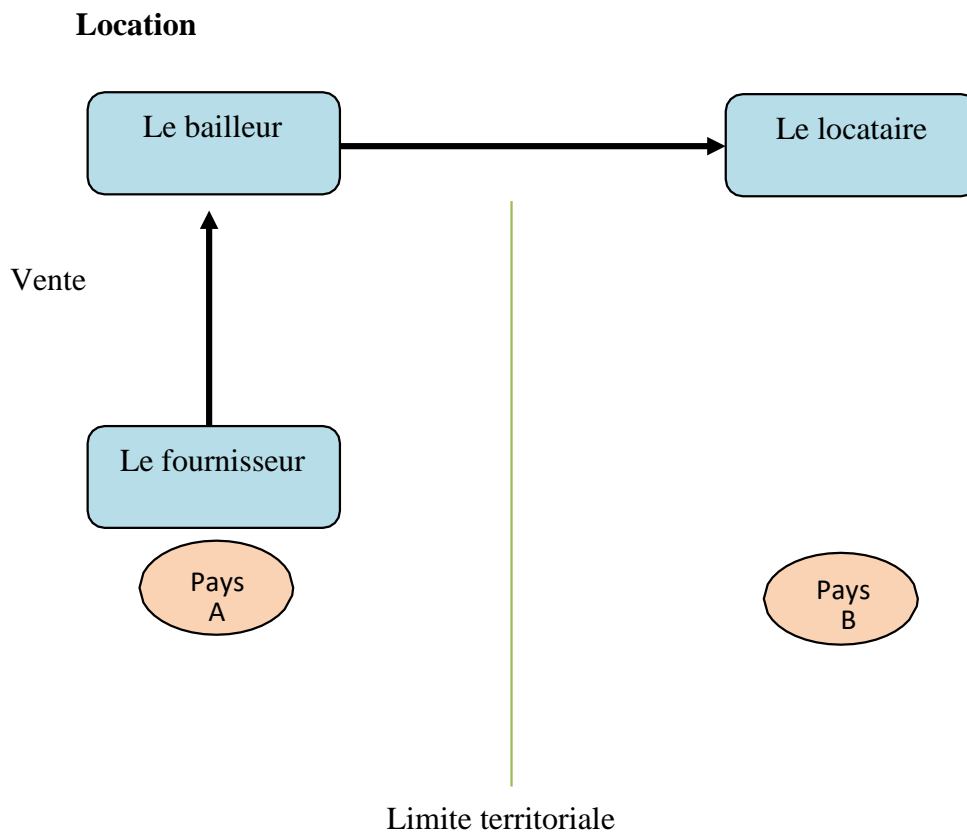 Location
Le bailleur
Le locataire
Vente
Le fournisseur
Pays
A
Pays
B
Limite territoriale